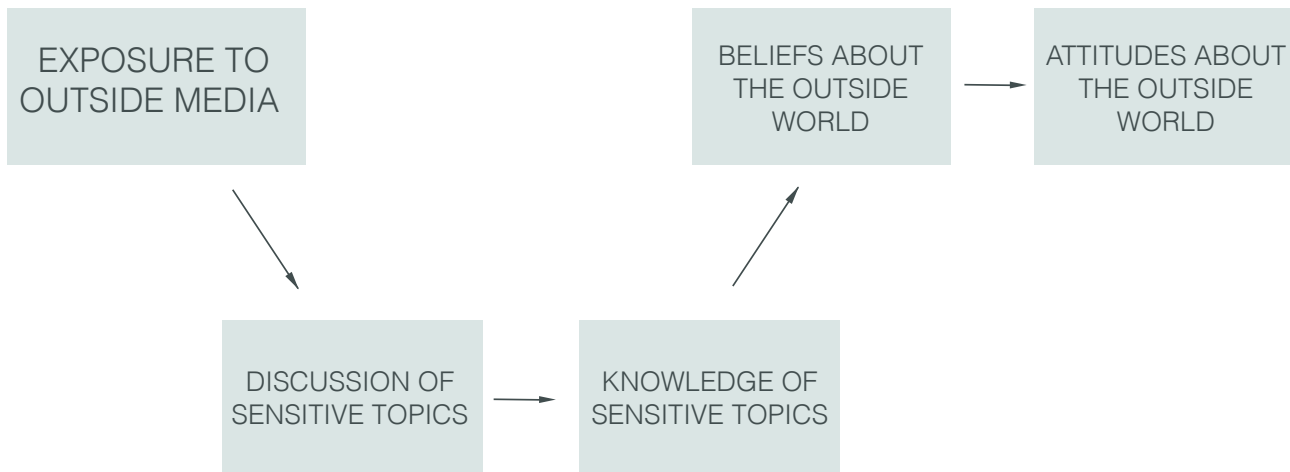 EXPOSURE TO
OUTSIDE MEDIA
DISCUSSION OF
SENSITIVE TOPICS
KNOWLEDGE OF
SENSITIVE TOPICS
BELIEFS ABOUT
THE OUTSIDE
WORLD
ATTITUDES ABOUT
THE OUTSIDE
WORLD